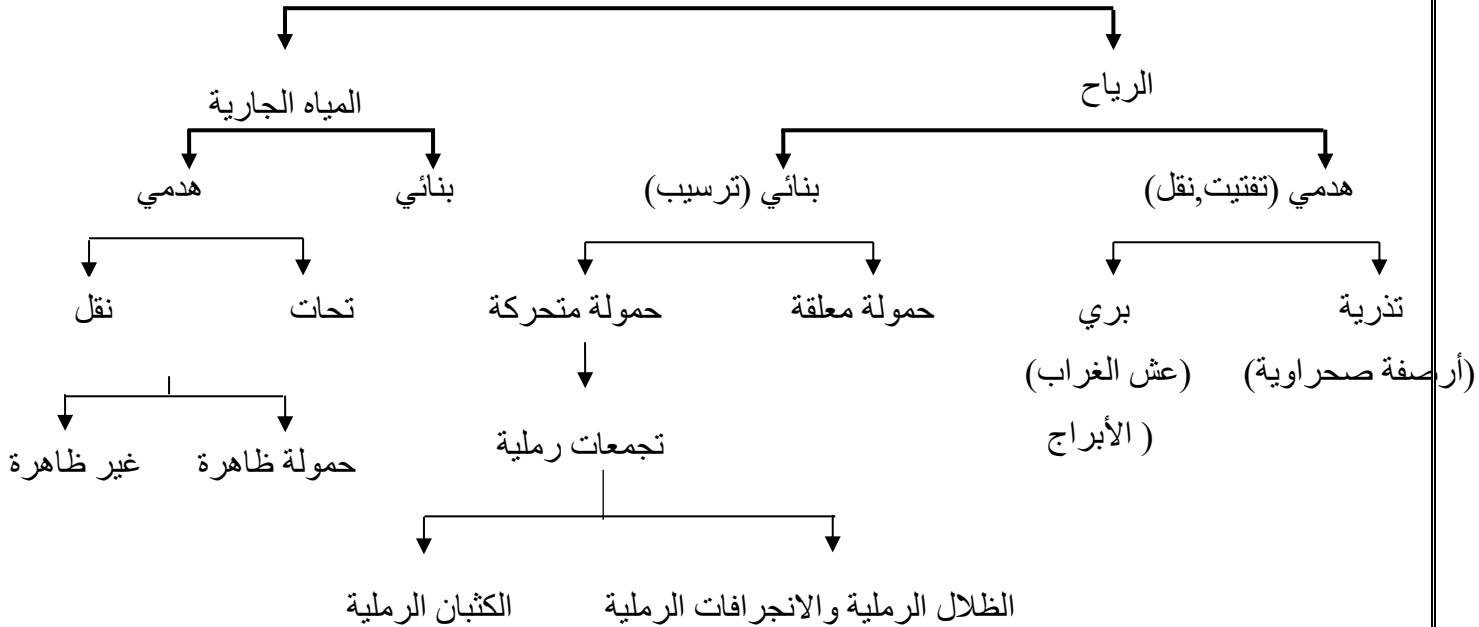 الرياح
المياه الجارية
هدمي (تفتيت,نقل)
بنائي (ترسيب)
بنائي
هدمي
تذرية
بري
حمولة معلقة
حمولة متحركة
تحات
نقل
(أرصفة صحراوية)
(عش الغراب)
( الأبراج
تجمعات رملية
حمولة ظاهرة
غير ظاهرة
الظلال الرملية والانجرافات الرملية
الكثبان الرملية